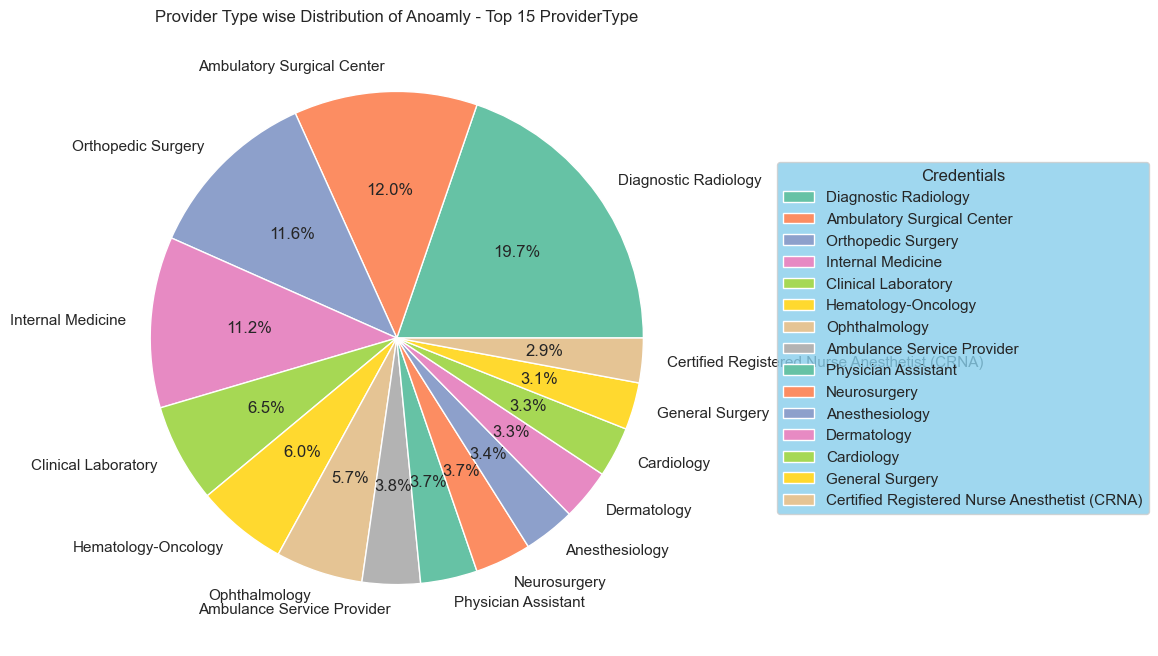 Provider Type wise Distribution of Anoamly - Top 15 ProviderType
Ambulatory Surgical Center
Orthopedic Surgery
Diagnostic Radiology
12.0%
11.6%
19.7%
Internal Medicine
11.2%
2.9%
Certified Registered Nurse Anesthetist (CRNA)
3.1%
General Surgery
6.5%
3.3%
3.3%
Cardiology
Clinical Laboratory
6.0%
3.4%
5.7%
3.8%
3.7%
3.7%
Dermatology
Hematology-Oncology
Anesthesiology
Ophthalmology
Neurosurgery
Ambulance Service Provider
Physician Assistant
Credentials
Diagnostic Radiology
Ambulatory Surgical Center
Orthopedic Surgery
Internal Medicine
Clinical Laboratory
Hematology-Oncology
Ophthalmology
Ambulance Service Provider
Physician Assistant
Neurosurgery
Anesthesiology
Dermatology
Cardiology
General Surgery
Certified Registered Nurse Anesthetist (CRNA)